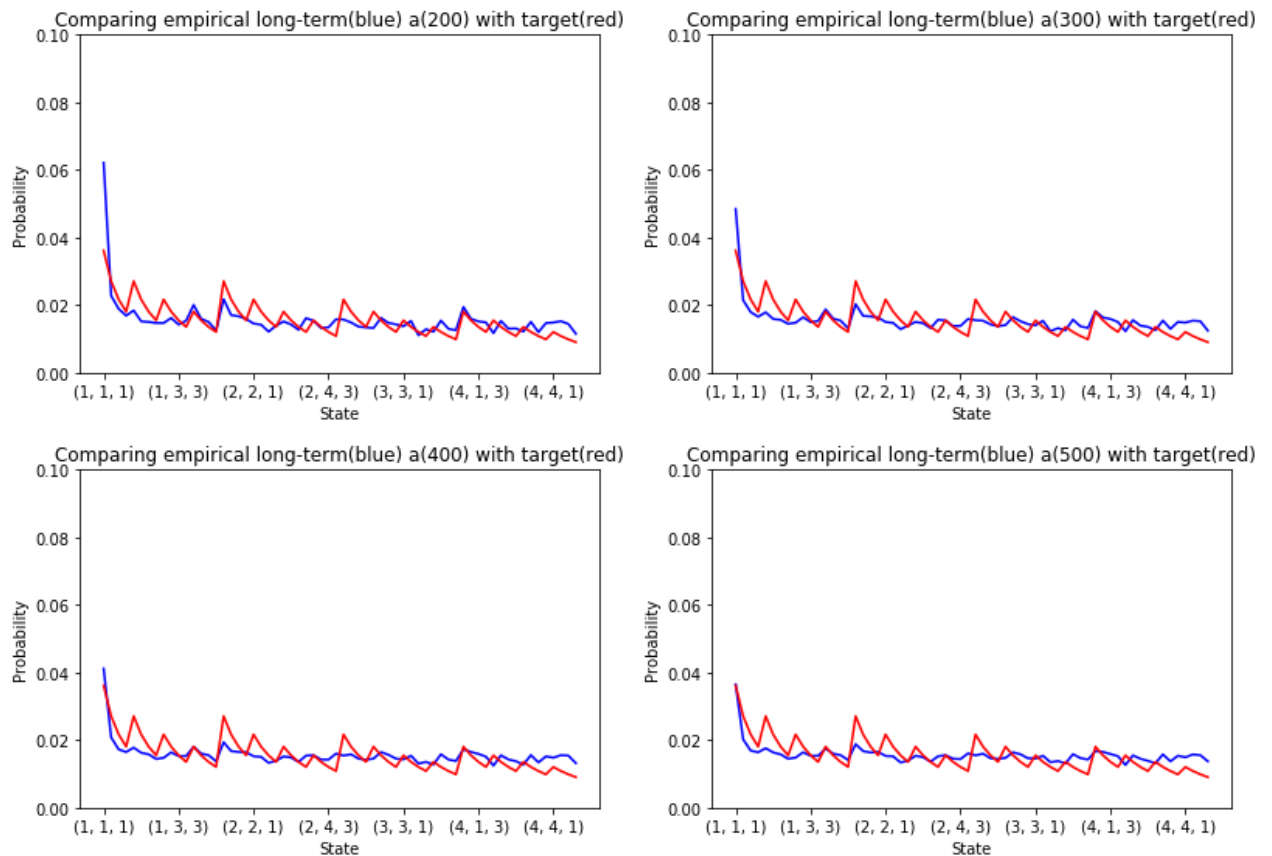 Comparing empirical long-term(blue) a(200) with target(red)
0.10
0.08
0.06
0.04
0.02
0.00
Probability
(1, 1, 1) (1, 3, 3) (2, 2, 1) (2, 4, 3) (3, 3, 1) (4, 1, 3) (4, 4, 1)
State
Comparing empirical long-term(blue) a(300) with target(red)
0.10
0.08
0.06
0.04
0.02
0.00
Probability
(1, 1, 1) (1, 3, 3) (2, 2, 1) (2, 4, 3) (3, 3, 1) (4, 1, 3) (4, 4, 1)
State
Comparing empirical long-term(blue) a(400) with target(red)
0.10
0.08
0.06
0.04
0.02
0.00
Probability
(1, 1, 1) (1, 3, 3) (2, 2, 1) (2, 4, 3) (3, 3, 1) (4, 1, 3) (4, 4, 1)
State
Comparing empirical long-term(blue) a(500) with target(red)
0.10
0.08
0.06
0.04
0.02
0.00
Probability
(1, 1, 1) (1, 3, 3) (2, 2, 1) (2, 4, 3) (3, 3, 1) (4, 1, 3) (4, 4, 1)
State